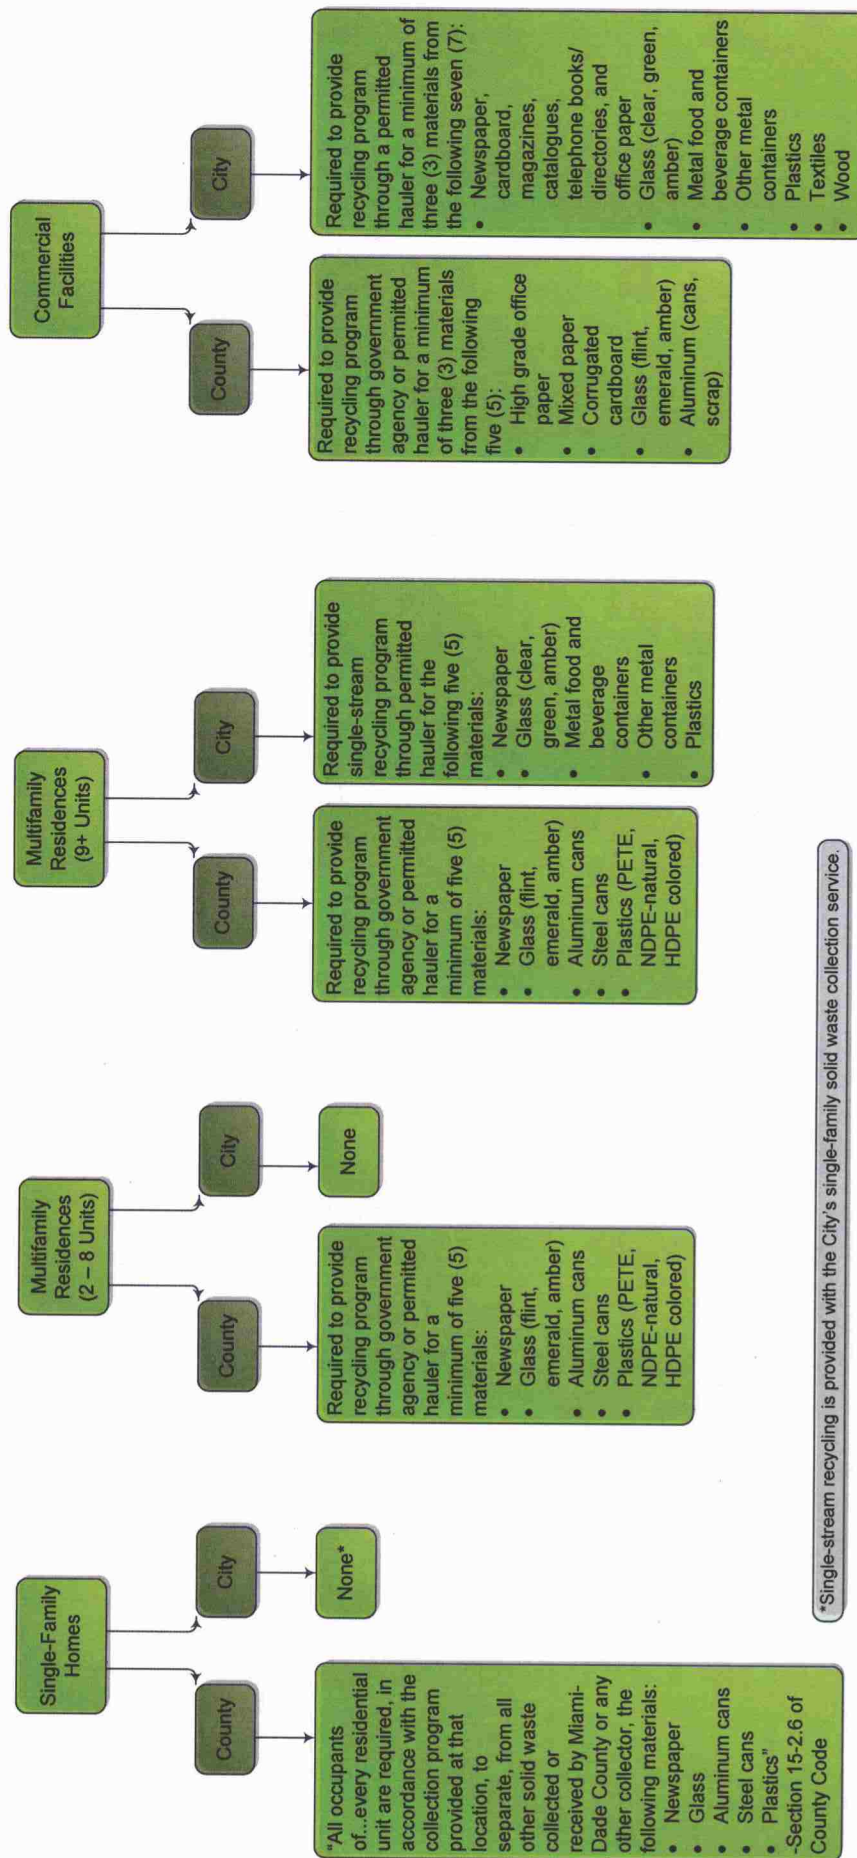 Single-Family
Homes
County
City
"All occupants
of...every residential
unit are required, in
accordance with the
collection program
provided at that
location, to
separate, from all
other solid waste
collected or
received by Miami-
Dade County or any
other collector, the
following materials:
• Newspaper
• Glass
• Aluminum cans
• Steel cans
• Plastics"
-Section 15-2.6 of
County Code
None*
Multifamily
Residences
(2 – 8 Units)
County
City
Required to provide
recycling program
through government
agency or permitted
hauler for a
minimum of five (5)
materials:
• Newspaper
• Glass (flint,
emerald, amber)
• Aluminum cans
• Steel cans
• Plastics (PETE,
NDPE-natural,
HDPE colored)
None
Multifamily
Residences
(9+ Units)
County
City
Required to provide
recycling program
through government
agency or permitted
hauler for a
minimum of five (5)
materials:
• Newspaper
• Glass (flint,
emerald, amber)
• Aluminum cans
• Steel cans
• Plastics (PETE,
NDPE-natural,
HDPE colored)
Required to provide
single-stream
recycling program
through permitted
hauler for the
following five (5)
materials:
• Newspaper
• Glass (clear,
green, amber)
• Metal food and
beverage
containers
• Other metal
containers
• Plastics
Commercial
Facilities
County
City
Required to provide
recycling program
through government
agency or permitted
hauler for a minimum
of three (3) materials
from the following
five (5):
• High grade office
paper
• Mixed paper
• Corrugated
cardboard
• Glass (flint,
emerald, amber)
• Aluminum (cans,
scrap)
Required to provide
recycling program
through a permitted
hauler for a minimum of
three (3) materials from
the following seven (7):
• Newspaper,
cardboard,
magazines,
catalogues,
telephone books/
directories, and
office paper
• Glass (clear, green,
amber)
• Metal food and
beverage containers
• Other metal
containers
• Plastics
• Textiles
• Wood
*Single-stream recycling is provided with the City's single-family solid waste collection service.